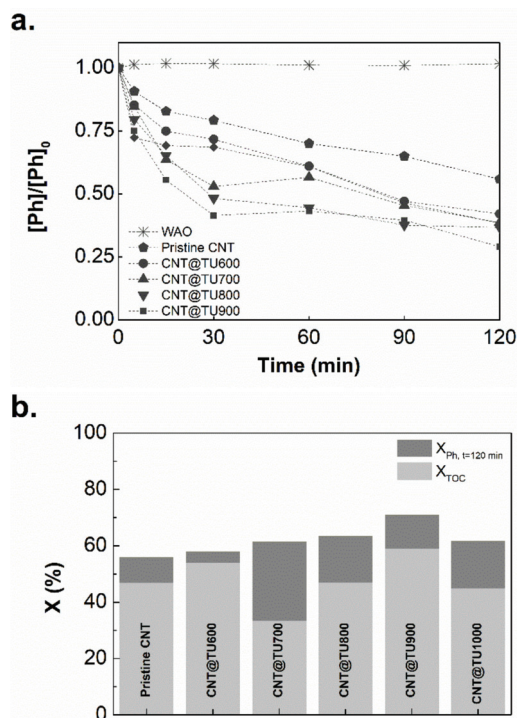 a.
[Ph]/[Ph]0
1.00
0.75
0.50
0.25
0.00
WAO
Pristine CNT
CNT@TU600
CNT@TU700
CNT@TU800
CNT@TU900
0 30 60 90 120
Time (min)
b.
X (%)
100
80
60
40
20
0
XPh, t=120 min
XTOC
Pristine CNT
CNT@TU600
CNT@TU700
CNT@TU800
CNT@TU900
CNT@TU1000